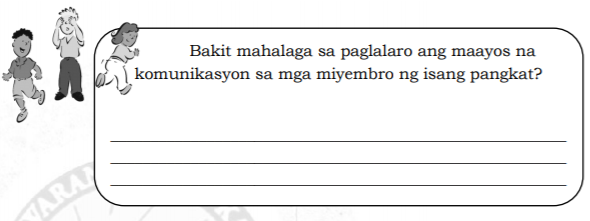 Bakit mahalaga sa paglalaro ang maayos na
komunikasyon sa mga miyembro ng isang pangkat?